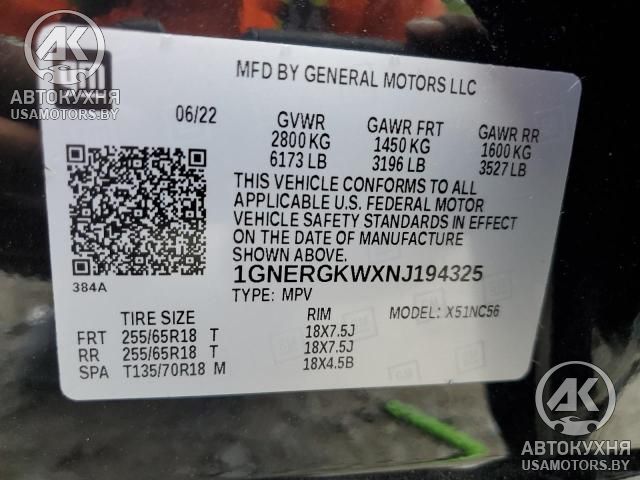 GM
MFD BY GENERAL MOTORS LLC
06/22
GVWR
2800 KG
6173 LB
GAWR FRT
1450 KG
3196 LB
GAWR RR
1600 KG
3527 LB
THIS VEHICLE CONFORMS TO ALL
APPLICABLE U.S. FEDERAL MOTOR
VEHICLE SAFETY STANDARDS IN EFFECT
ON THE DATE OF MANUFACTURE
1GNERGKWXNJ194325
384A
TYPE: MPV
MODEL: X51NC56
TIRE SIZE RIM
FRT 255/65R18 T 18X7.5J
RR 255/65R18 T 18X7.5J
SPA T135/70R18 M 18X4.5B
АК
АВТОКУХНЯ
USAMOTORS.BY
АК
АВТОКУХНЯ
USAMOTORS.BY